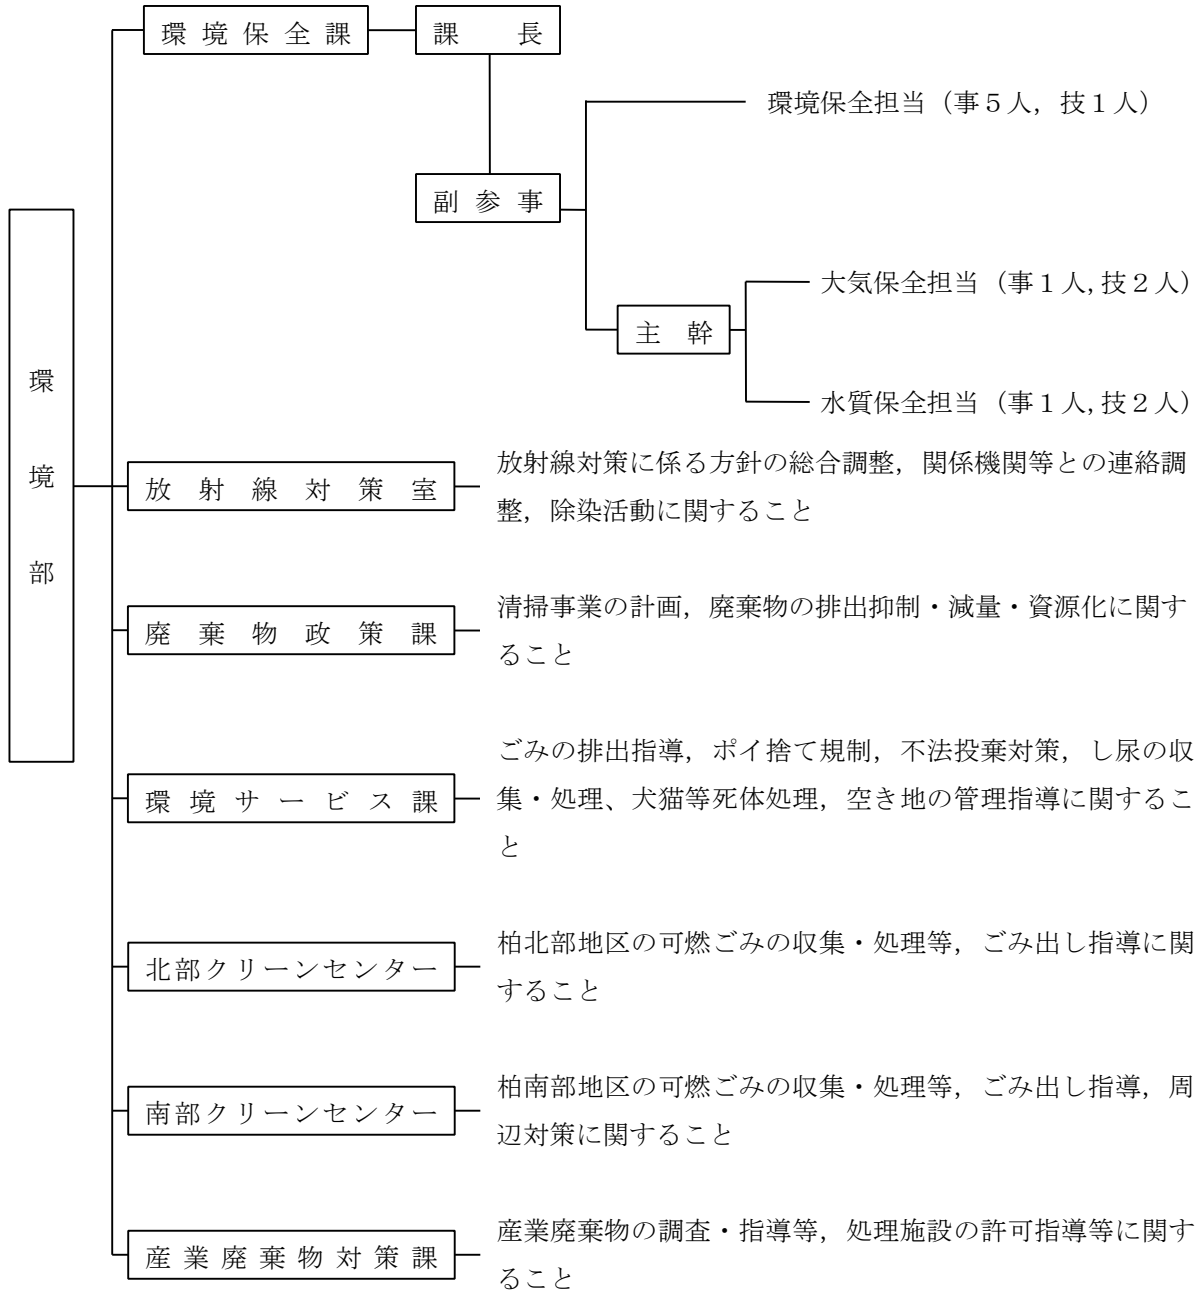 環境保全課
課長
環境保全担当（事５人，技１人）
副参事
大気保全担当（事１人,技２人）
主幹
水質保全担当（事１人,技２人）
環境部
放射線対策室
放射線対策に係る方針の総合調整，関係機関等との連絡調
整，除染活動に関すること
廃棄物政策課
清掃事業の計画，廃棄物の排出抑制・減量・資源化に関す
ること
環境サービス課
ごみの排出指導，ポイ捨て規制，不法投棄対策，し尿の収
集・処理、犬猫等死体処理，空き地の管理指導に関するこ
と
北部クリーンセンター
柏北部地区の可燃ごみの収集・処理等，ごみ出し指導に関
すること
南部クリーンセンター
柏南部地区の可燃ごみの収集・処理等，ごみ出し指導，周
辺対策に関すること
産業廃棄物対策課
産業廃棄物の調査・指導等，処理施設の許可指導等に関す
ること